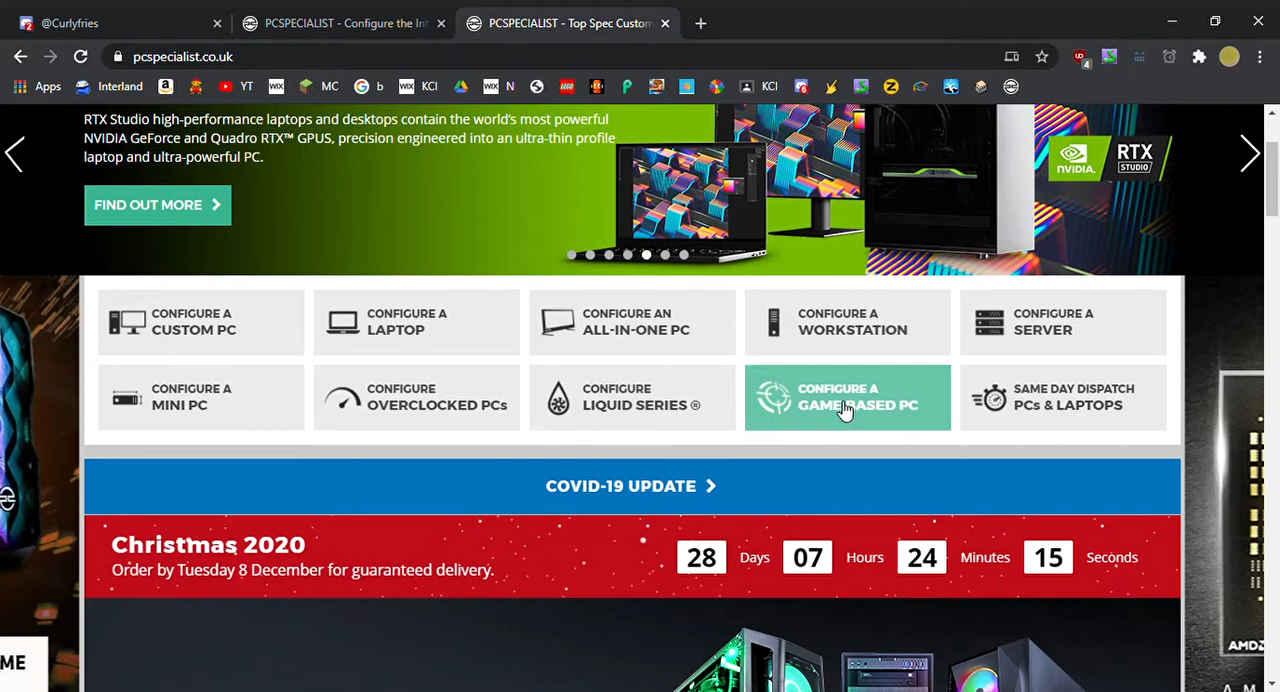 @Curlyfries
PCSPECIALIST - Configure the Int
PCSPECIALIST - Top Spec Custom
pcspecialist.co.uk
4
Apps
Interland
YT
WIX
MC
G b
WIX KCI
WIX N
KCI
RTX Studio high-performance laptops and desktops contain the world's most powerful
NVIDIA GeForce and Quadro RTX™ GPUS, precision engineered into an ultra-thin profile
laptop and ultra-powerful PC.
FIND OUT MORE
NVIDIA.
RTX
STUDIO
CONFIGURE A
CUSTOM PC
CONFIGURE A
LAPTOP
CONFIGURE AN
ALL-IN-ONE PC
CONFIGURE A
WORKSTATION
CONFIGURE A
SERVER
CONFIGURE A
MINI PC
CONFIGURE
OVERCLOCKED PCs
CONFIGURE
LIQUID SERIES ®
CONFIGURE A
GAME BASED PC
SAME DAY DISPATCH
PCs & LAPTOPS
COVID-19 UPDATE
Christmas 2020
Order by Tuesday 8 December for guaranteed delivery.
28 Days 07 Hours 24 Minutes 15 Seconds
ME